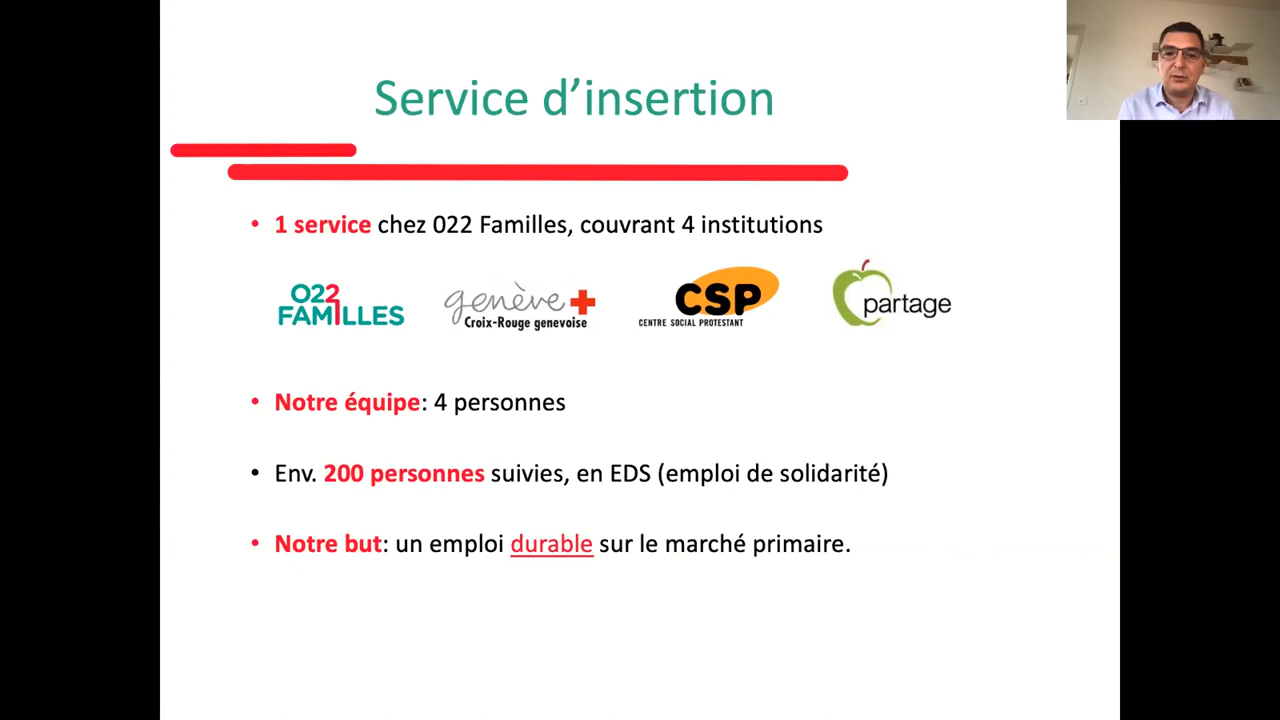 Service d’insertion
• 1 service chez 022 Familles, couvrant 4 institutions
022
FAMILLES
genève
Croix-Rouge genevoise
CSP
CENTRE SOCIAL PROTESTANT
partage
• Notre équipe: 4 personnes
• Env. 200 personnes suivies, en EDS (emploi de solidarité)
• Notre but: un emploi durable sur le marché primaire.